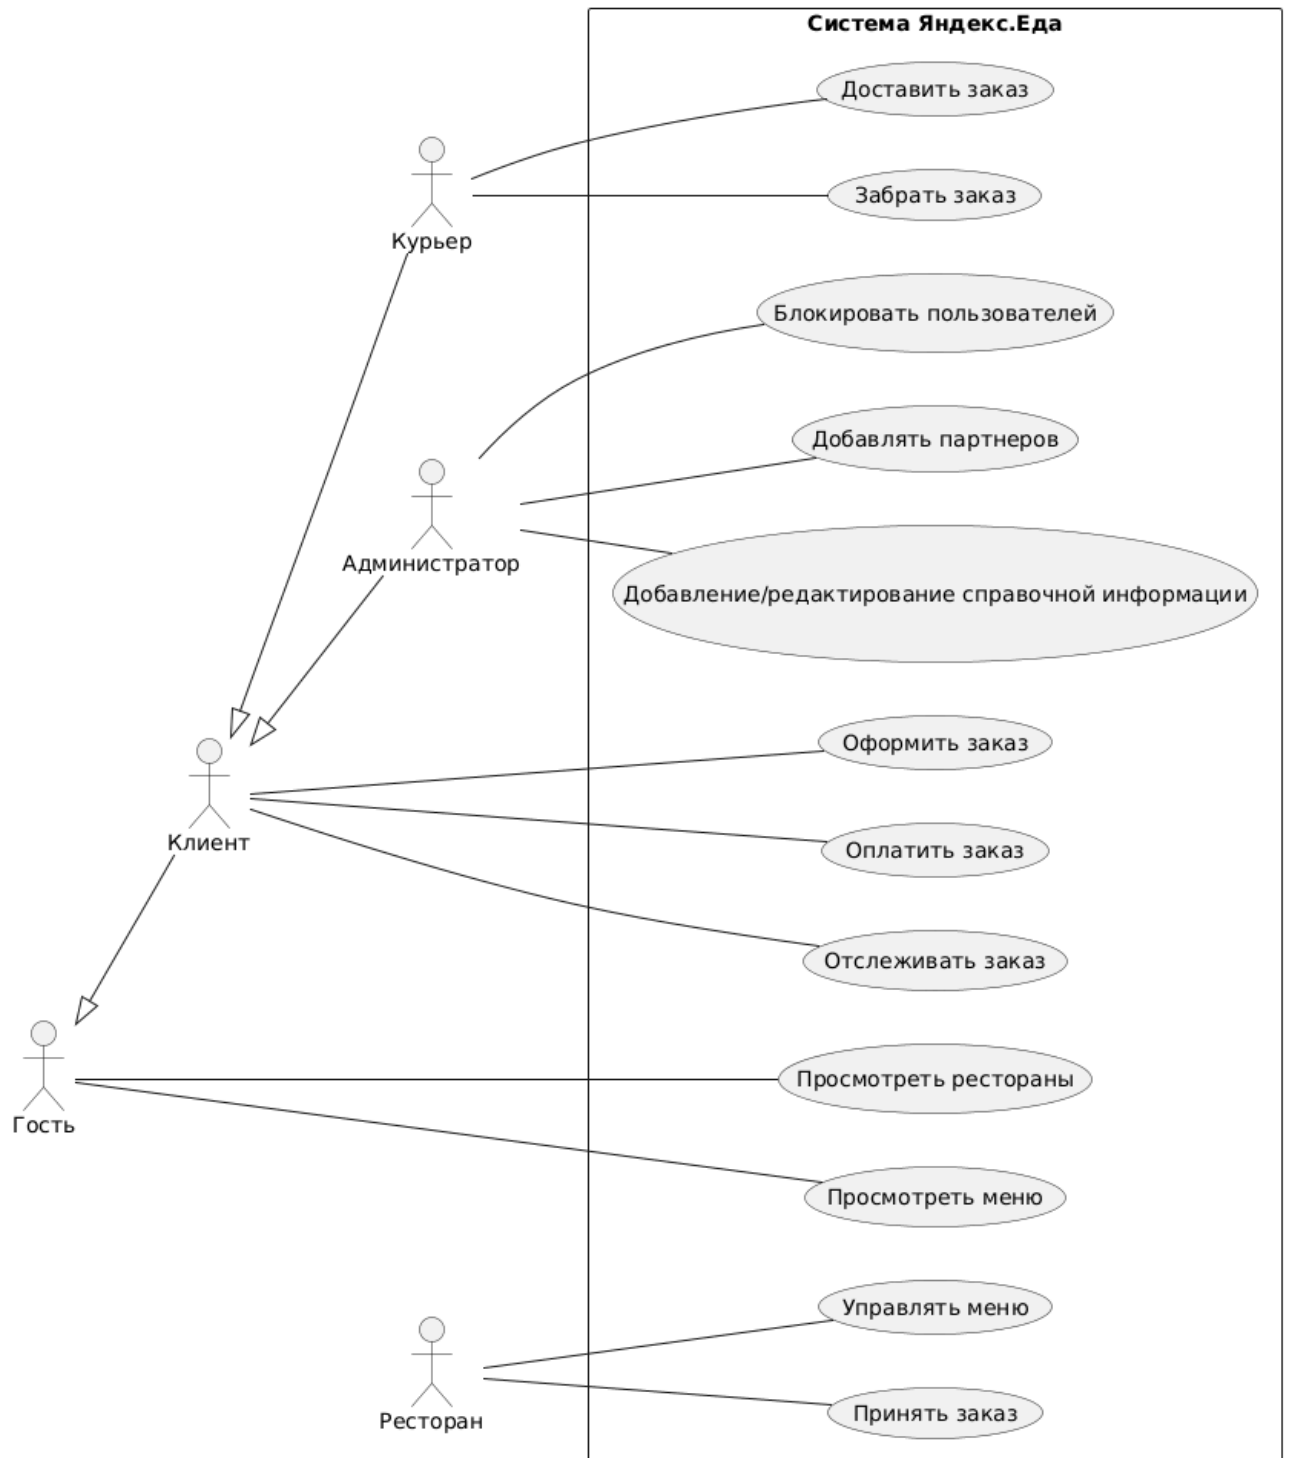 Система Яндекс.Еда
Доставить заказ
Забрать заказ
Курьер
Блокировать пользователей
Добавлять партнеров
Администратор
Добавление/редактирование справочной информации
Оформить заказ
Клиент
Оплатить заказ
Отслеживать заказ
Просмотреть рестораны
Гость
Просмотреть меню
Управлять меню
Ресторан
Принять заказ